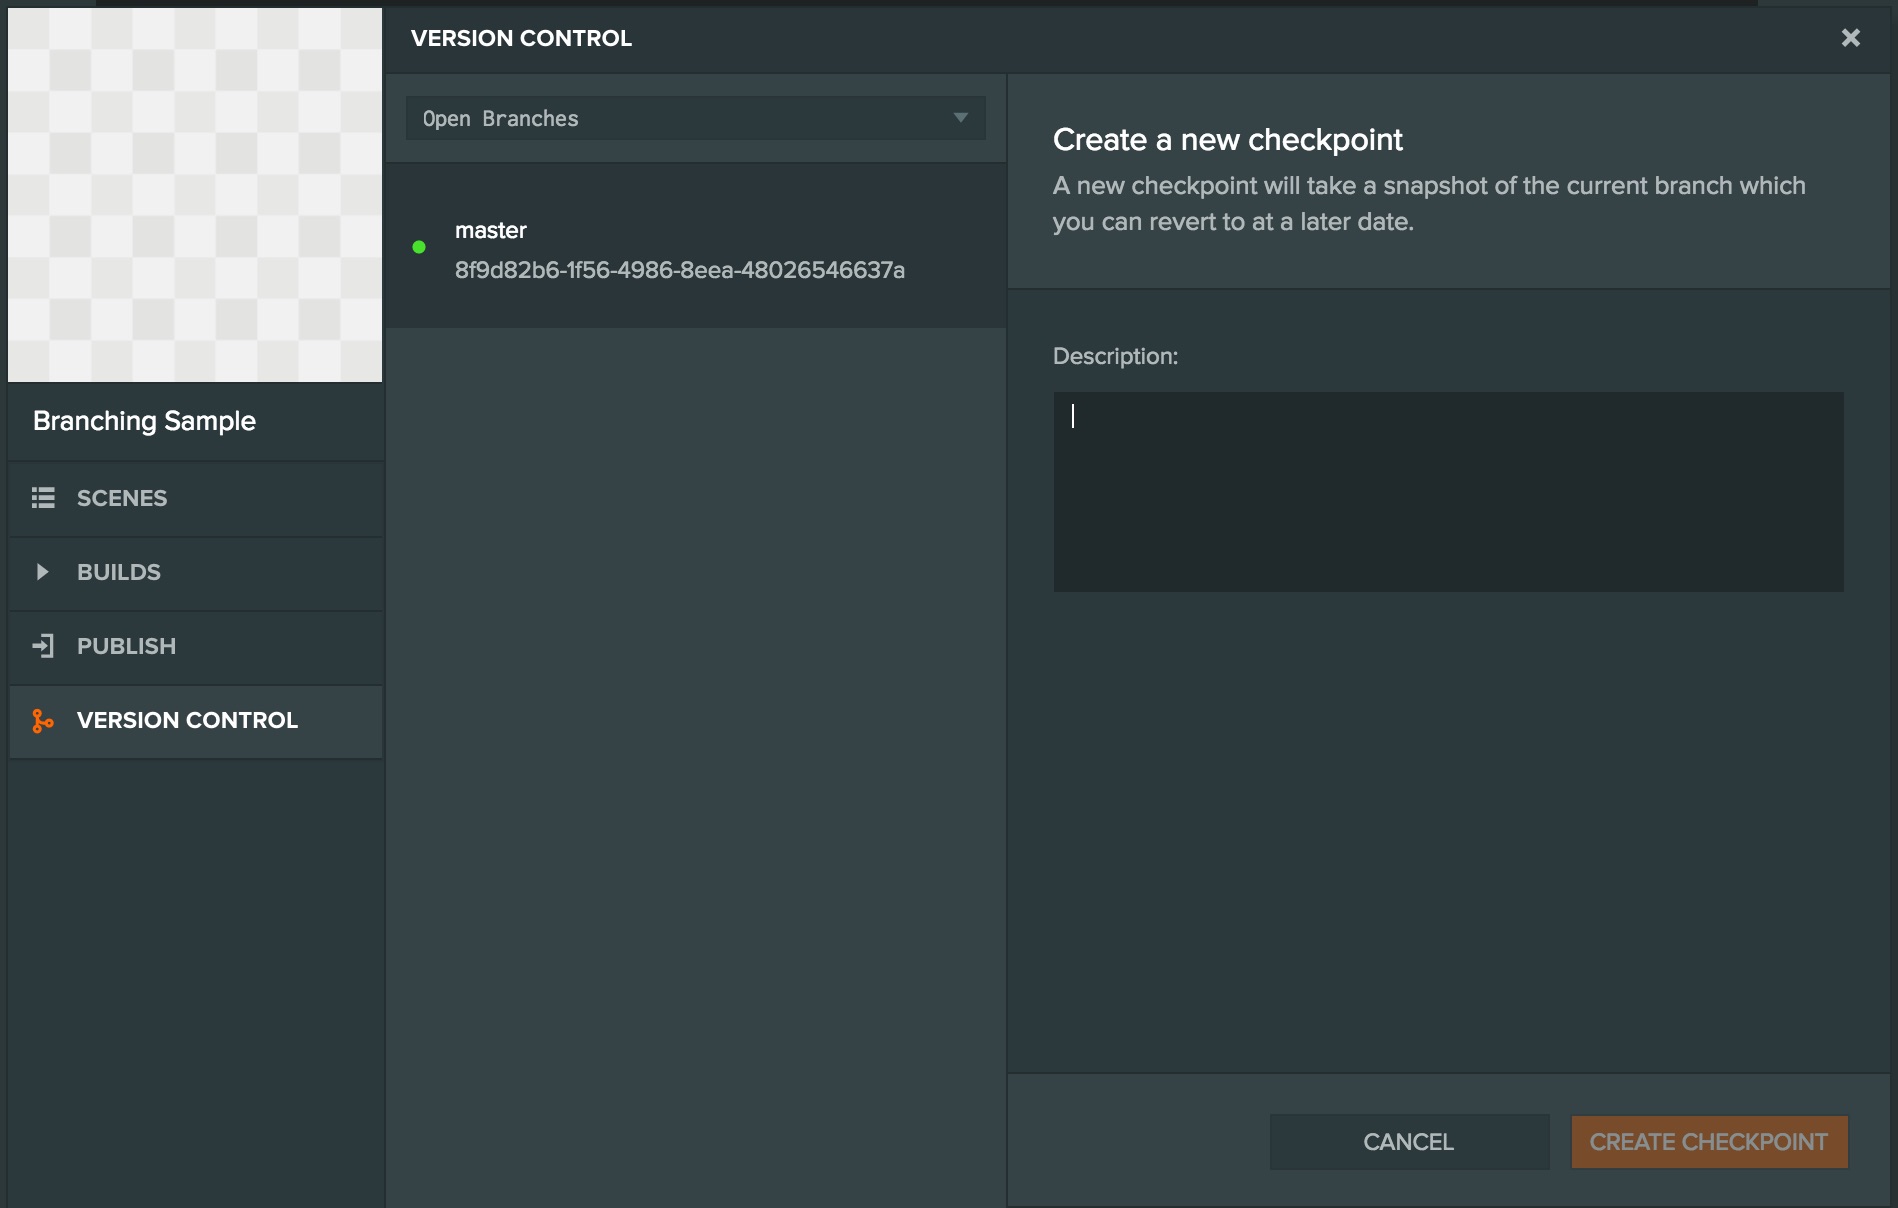 VERSION CONTROL
Open Branches
master
8f9d82b6-1f56-4986-8eea-48026546637a
Create a new checkpoint
A new checkpoint will take a snapshot of the current branch which
you can revert to at a later date.
Description:
Branching Sample
SCENES
BUILDS
PUBLISH
VERSION CONTROL
CANCEL
CREATE CHECKPOINT